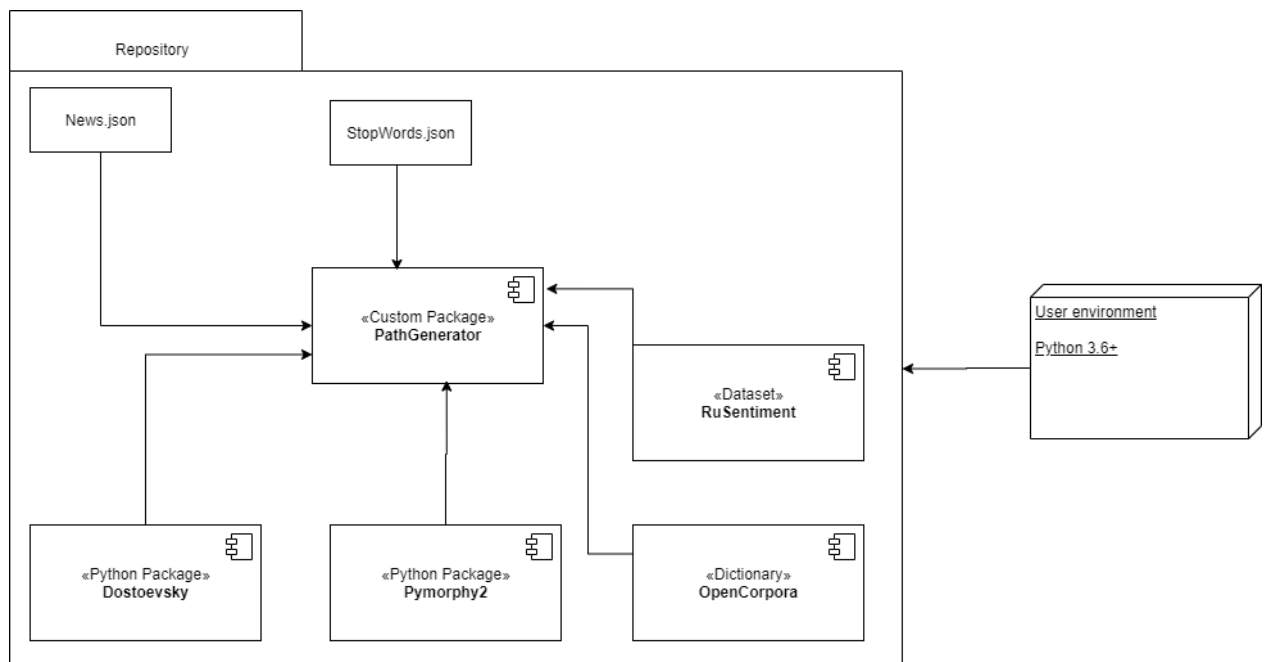 Repository
News.json
StopWords.json
«Custom Package»
PathGenerator
User environment
Python 3.6+
«Dataset»
RuSentiment
«Python Package»
Dostoevsky
«Python Package»
Pymorphy2
«Dictionary»
OpenCorpora